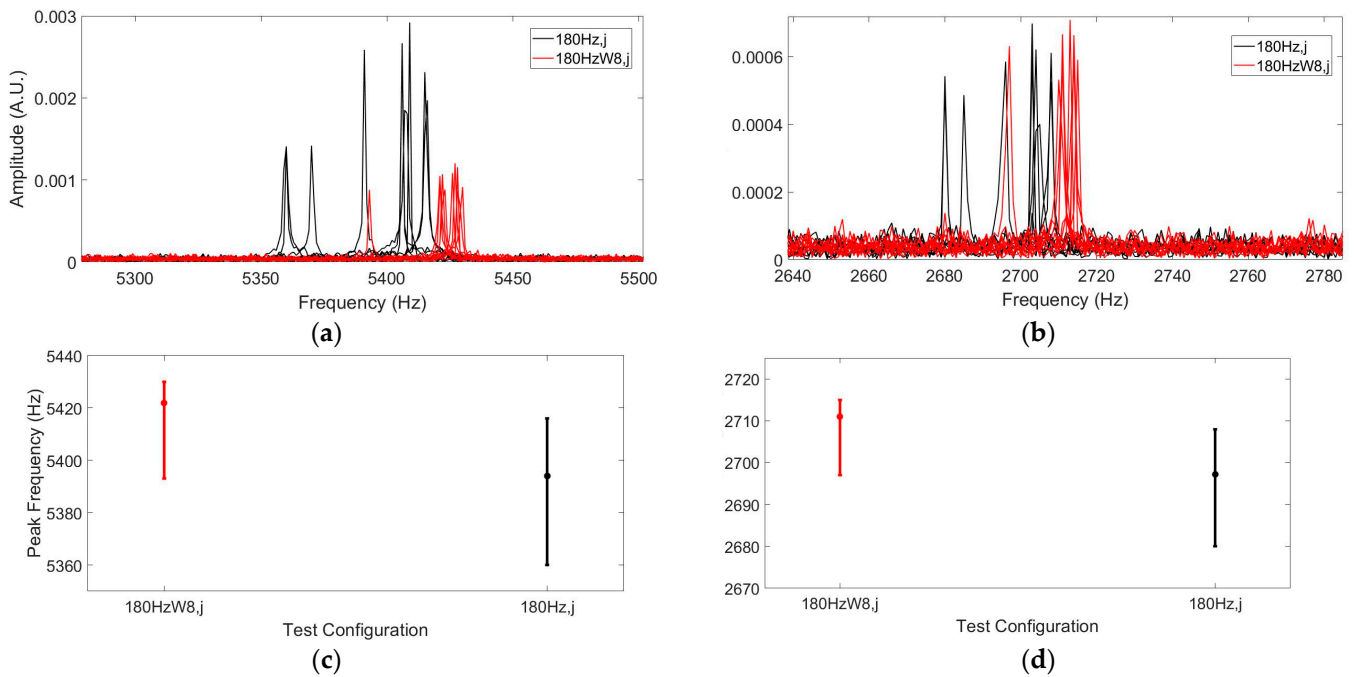 0.003
0.002
0.001
0
Amplitude (A.U.)
180Hz,j
180HzW8,j
5300 5350 5400 5450 5500
Frequency (Hz)
(a)
0.0006
0.0004
0.0002
0
180Hz,j
180HzW8,j
2640 2660 2680 2700 2720 2740 2760 2780
Frequency (Hz)
(b)
5440
5420
5400
5380
5360
Peak Frequency (Hz)
180HzW8,j 180Hz,j
Test Configuration
(c)
2720
2710
2700
2690
2680
2670
180HzW8,j 180Hz,j
Test Configuration
(d)